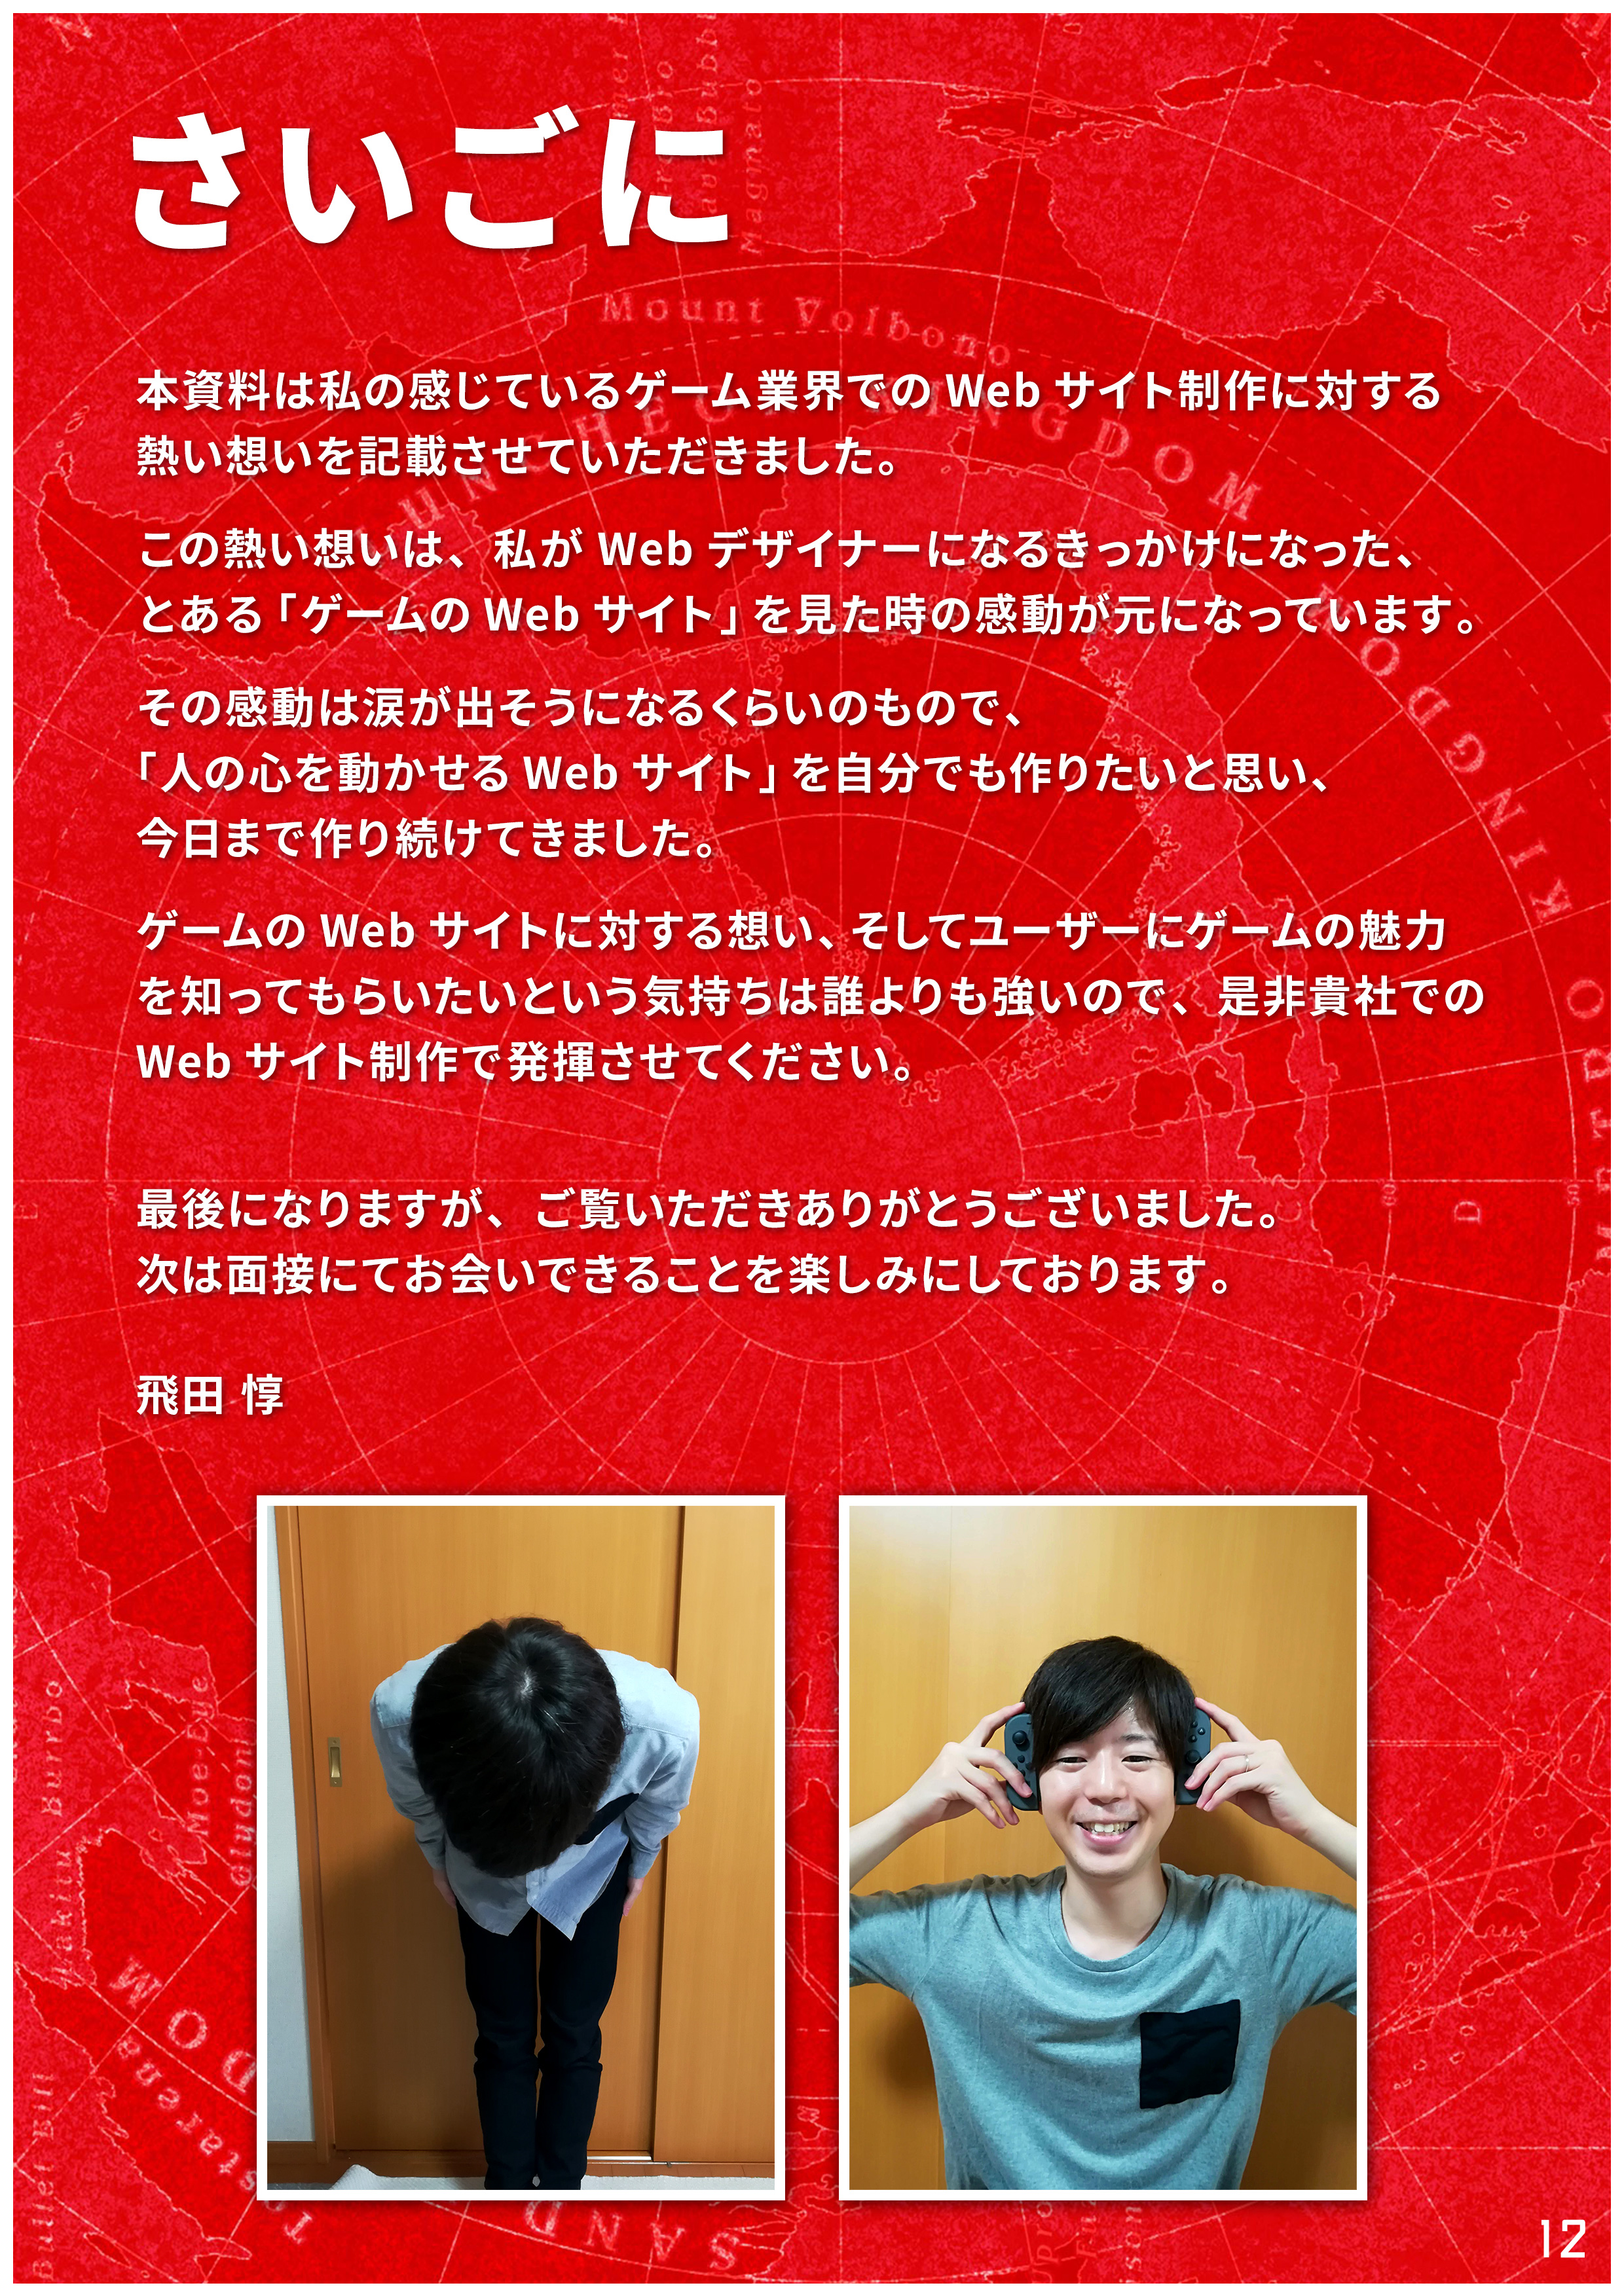 さいごに
Mount Volbono
本資料は私の感じているゲーム業界での Web サイト制作に対する
熱い想いを記載させていただきました。
KINGDOM
この熱い想いは、私が Web デザイナーになるきっかけになった、
とある「ゲームの Web サイト」を見た時の感動が元になっています。
その感動は涙が出そうになるくらいのもので、
「人の心を動かせる Web サイト」を自分でも作りたいと思い、
今日まで作り続けてきました。
KINGDOM
ゲームの Web サイトに対する想い、そしてユーザーにゲームの魅力
を知ってもらいたいという気持ちは誰よりも強いので、是非貴社での
Web サイト制作で発揮させてください。
最後になりますが、ご覧いただきありがとうございました。
次は面接にてお会いできることを楽しみにしております。
飛田 惇
Moe-Eye
Tostarena
SAND
Bullet Bill
12